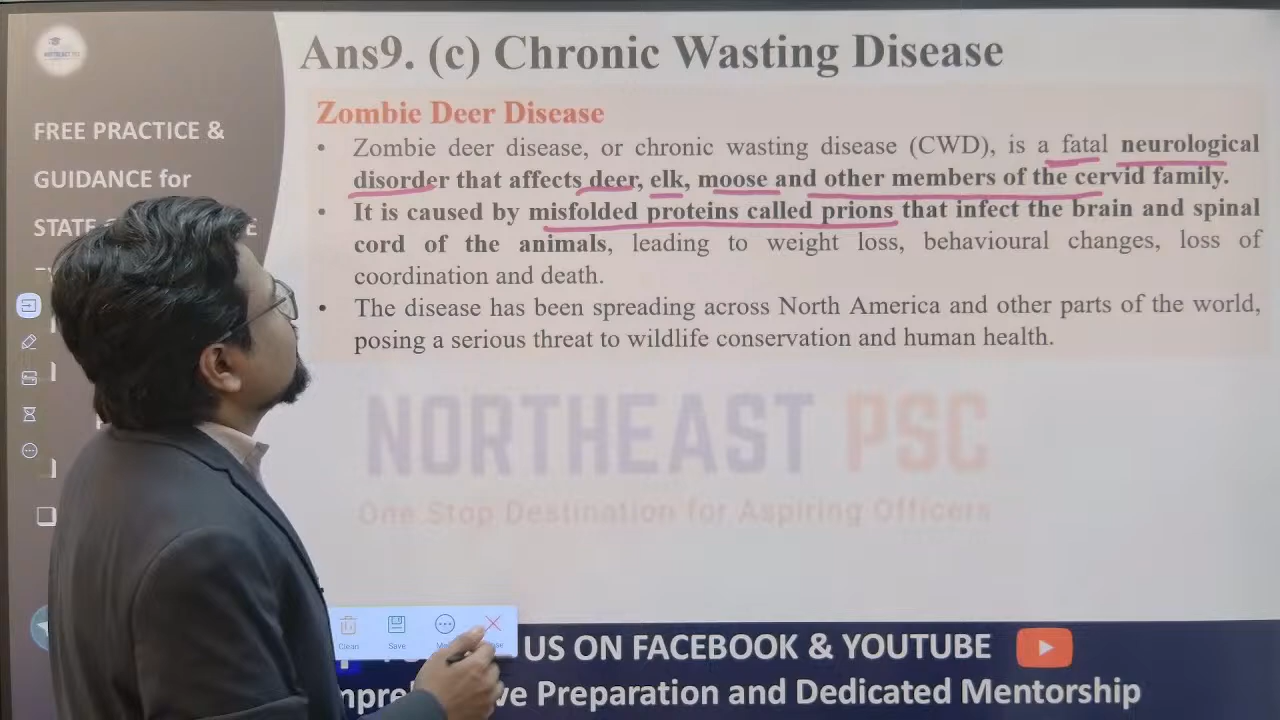 Ans9. (c) Chronic Wasting Disease
NORTHEAST PSC
FREE PRACTICE &
GUIDANCE for
Zombie Deer Disease
• Zombie deer disease, or chronic wasting disease (CWD), is a fatal neurological
disorder that affects deer, elk, moose and other members of the cervid family.
• It is caused by misfolded proteins called prions that infect the brain and spinal
cord of the animals, leading to weight loss, behavioural changes, loss of
coordination and death.
• The disease has been spreading across North America and other parts of the world,
posing a serious threat to wildlife conservation and human health.
NORTHEAST PSC
One Stop Destination for Aspiring Officers
Clean Save
US ON FACEBOOK & YOUTUBE
Preparation and Dedicated Mentorship